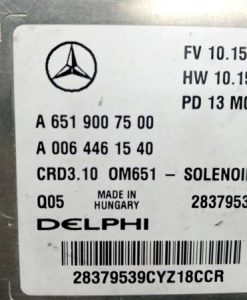 FV 10.15
HW 10.15
PD 13 M
A 651 900 75 00
A 006 446 15 40
CRD3.10 OM651 - SOLENOI
Q05 MADE IN HUNGARY 2837953
DELPHI
28379539CYZ18CCR